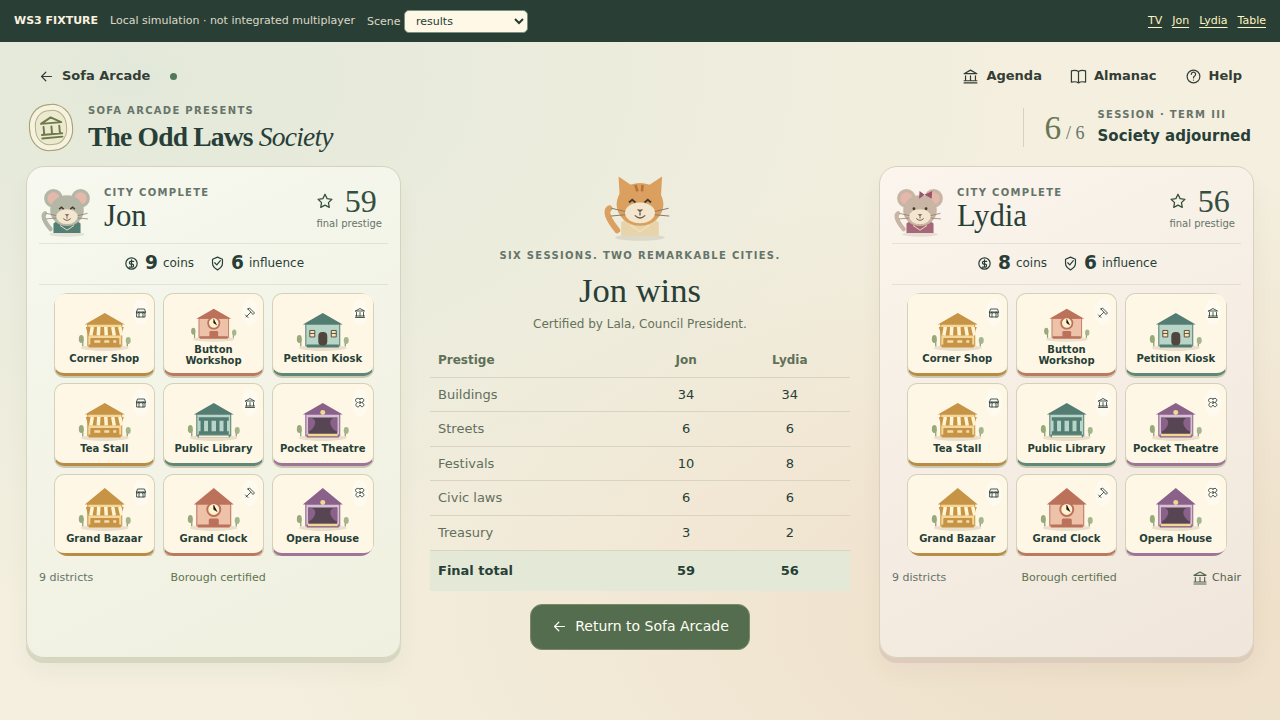 WS3 FIXTURE Local simulation · not integrated multiplayer Scene results TV Jon Lydia Table
Sofa Arcade Agenda Almanac Help
SOFA ARCADE PRESENTS
The Odd Laws Society
6 / 6
SESSION · TERM III
Society adjourned
CITY COMPLETE
Jon
59
final prestige
9 coins 6 influence
Corner Shop
Button Workshop
Petition Kiosk
Tea Stall
Public Library
Pocket Theatre
Grand Bazaar
Grand Clock
Opera House
9 districts Borough certified
SIX SESSIONS. TWO REMARKABLE CITIES.
Jon wins
Certified by Lala, Council President.
Prestige Jon Lydia
Buildings 34 34
Streets 6 6
Festivals 10 8
Civic laws 6 6
Treasury 3 2
Final total 59 56
Return to Sofa Arcade
CITY COMPLETE
Lydia
56
final prestige
8 coins 6 influence
Corner Shop
Button Workshop
Petition Kiosk
Tea Stall
Public Library
Pocket Theatre
Grand Bazaar
Grand Clock
Opera House
9 districts Borough certified Chair